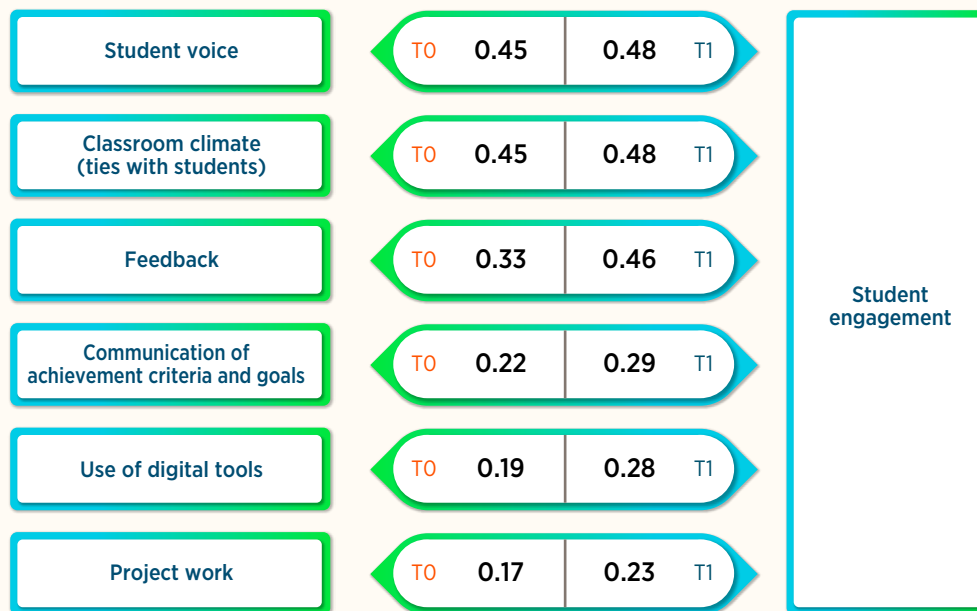 Student voice
T0 0.45 0.48 T1
Classroom climate
(ties with students)
T0 0.45 0.48 T1
Feedback
T0 0.33 0.46 T1
Communication of
achievement criteria and goals
T0 0.22 0.29 T1
Use of digital tools
T0 0.19 0.28 T1
Project work
T0 0.17 0.23 T1
Student
engagement